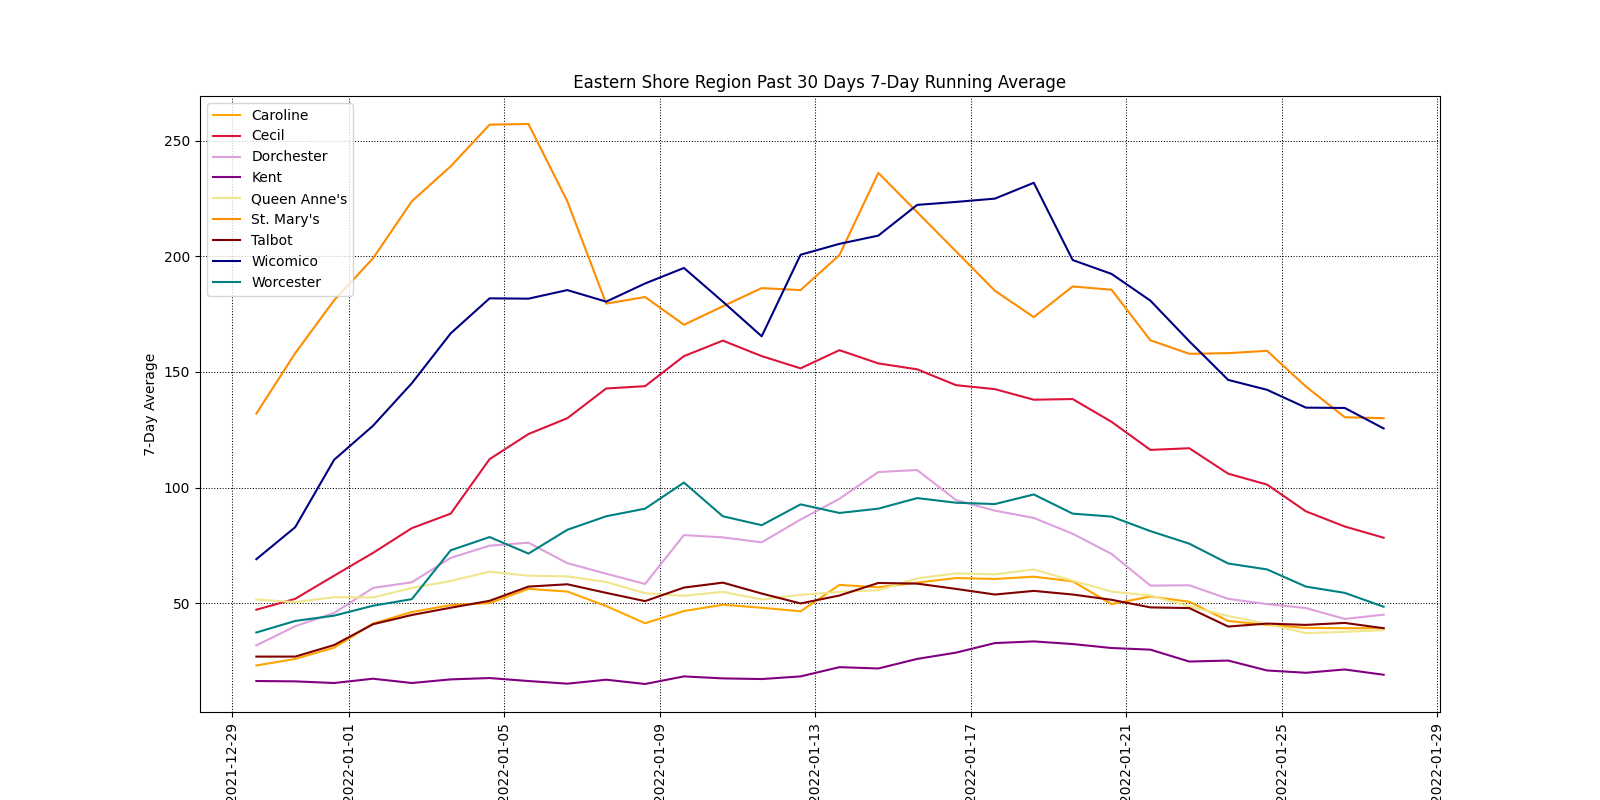 Eastern Shore Region Past 30 Days 7-Day Running Average
Caroline
Cecil
Dorchester
Kent
Queen Anne's
St. Mary's
Talbot
Wicomico
Worcester
250
200
150
100
50
7-Day Average
2021-12-29
2022-01-01
2022-01-05
2022-01-09
2022-01-13
2022-01-17
2022-01-21
2022-01-25
2022-01-29